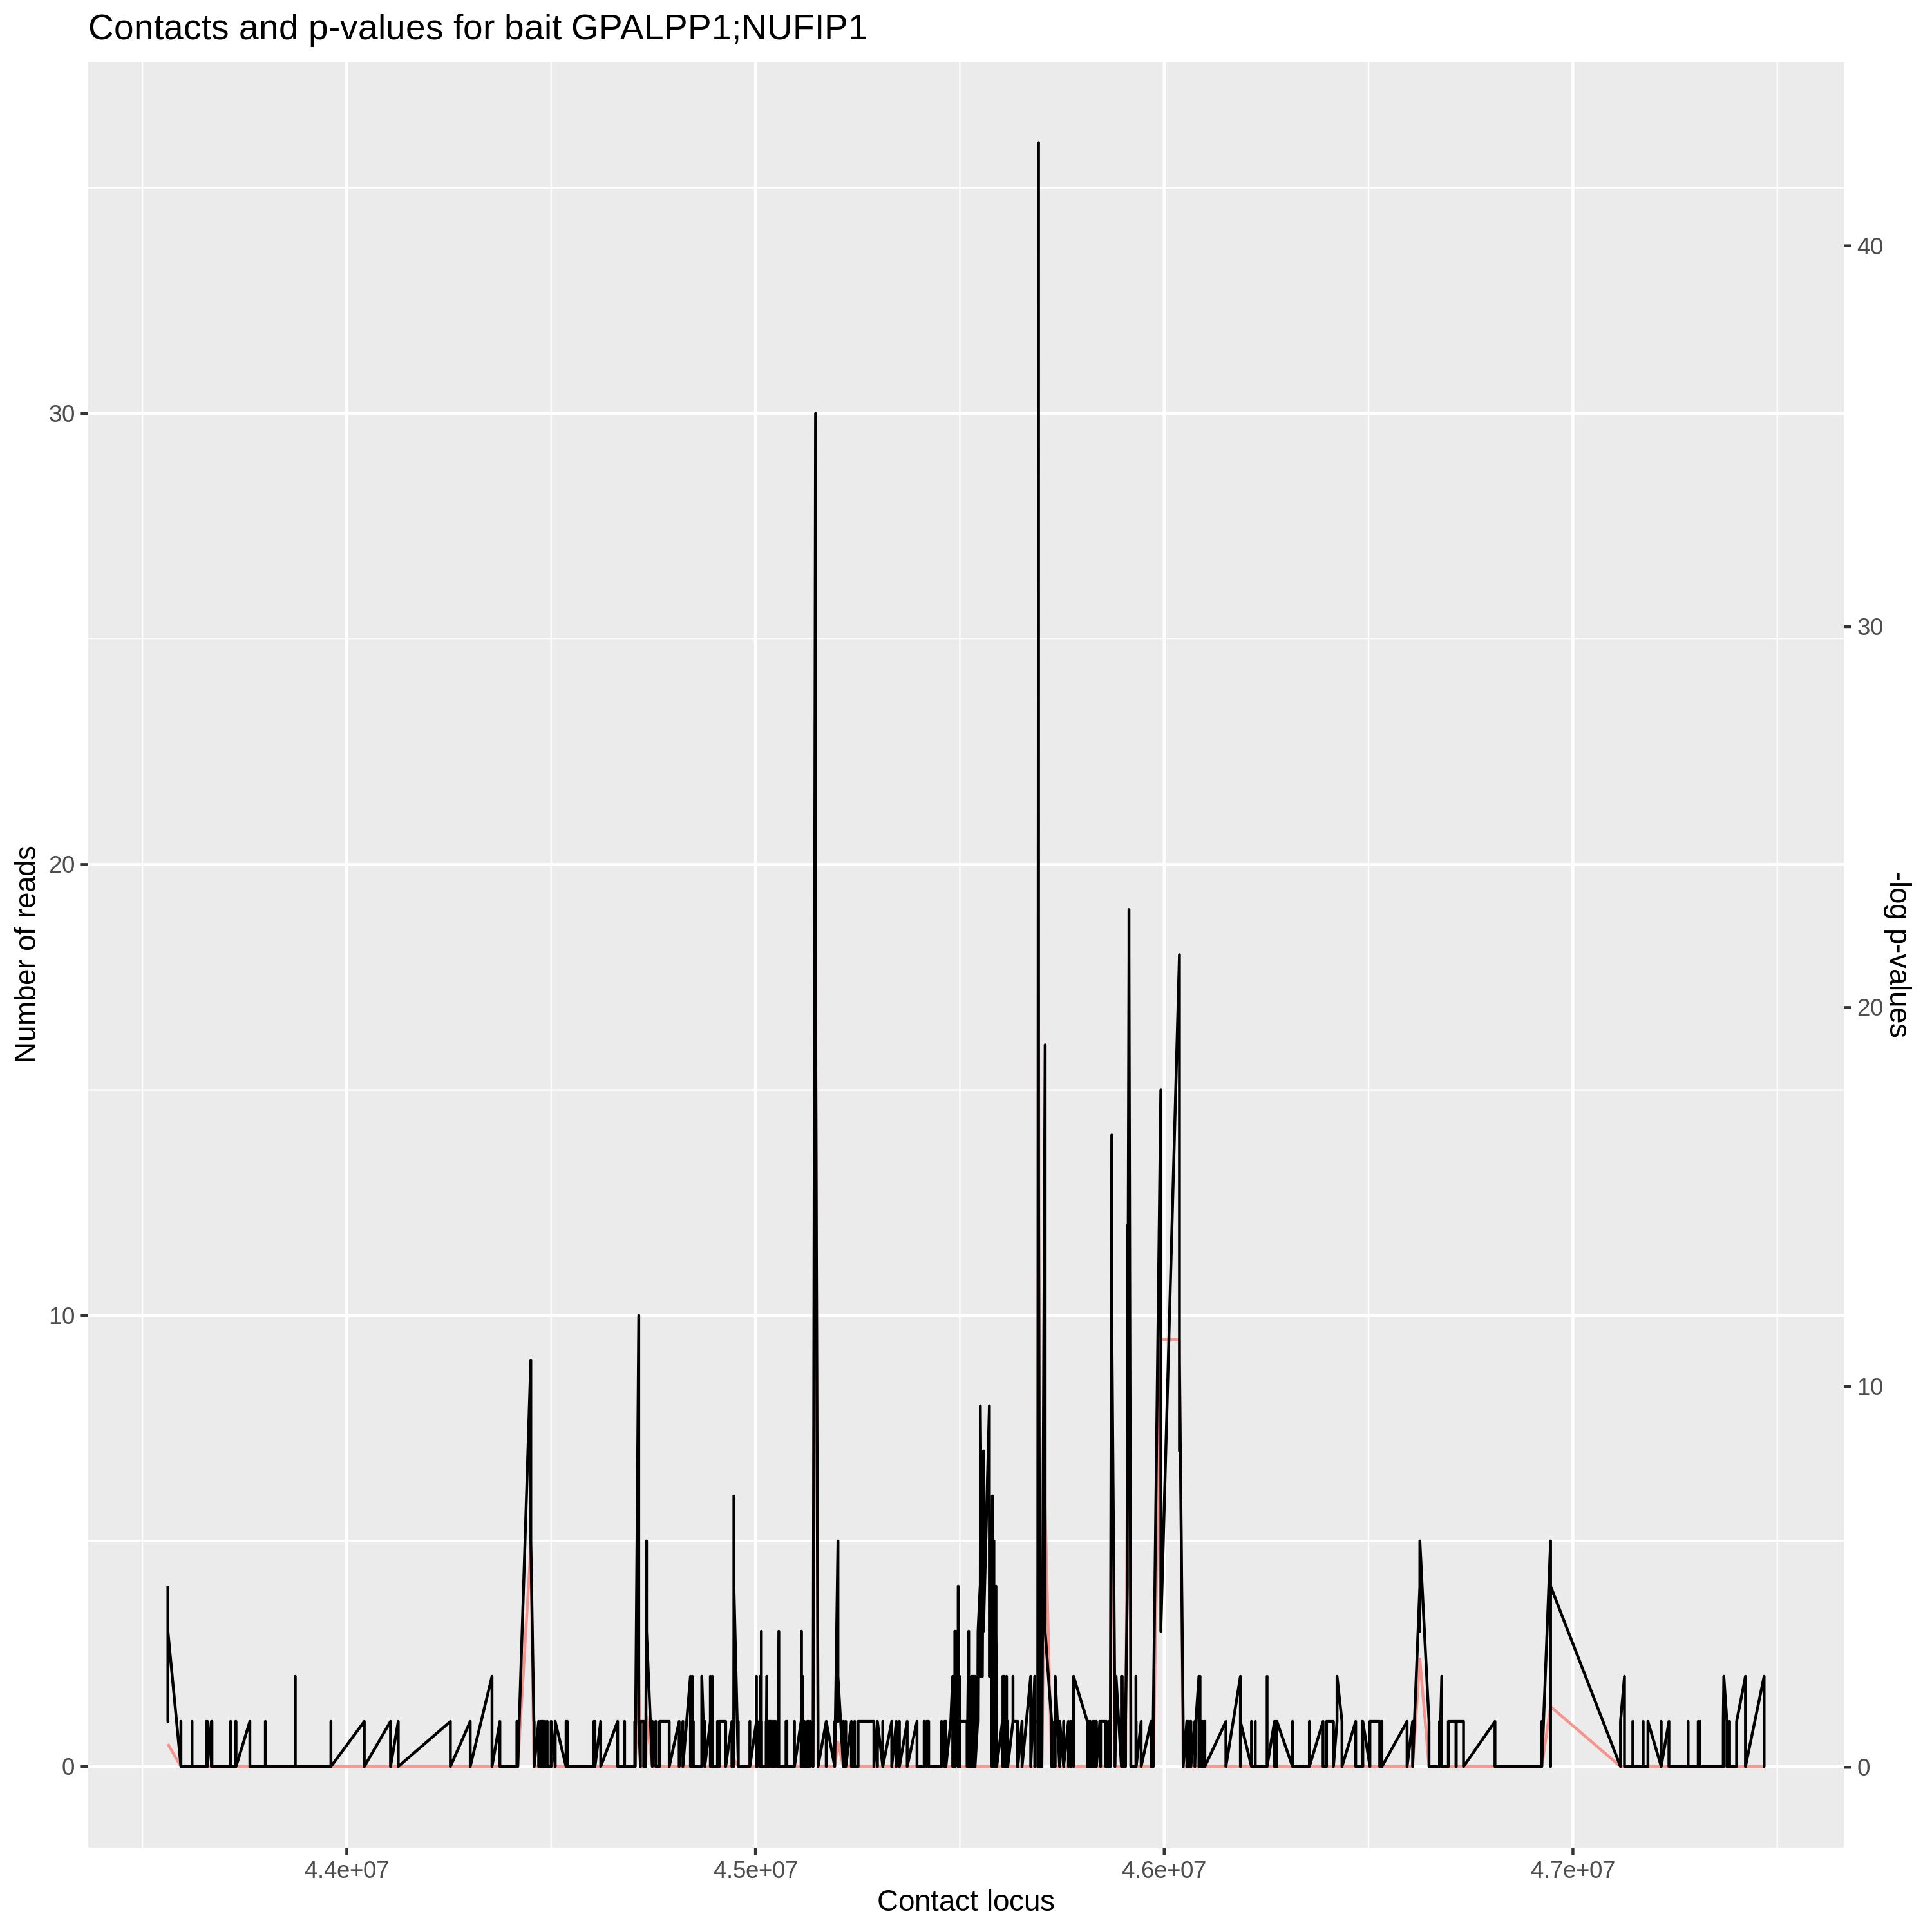 Contacts and p-values for bait GPALPP1;NUFIP1
Number of reads
0
10
20
30
-log p-values
0
10
20
30
40
4.4e+07
4.5e+07
4.6e+07
4.7e+07
Contact locus